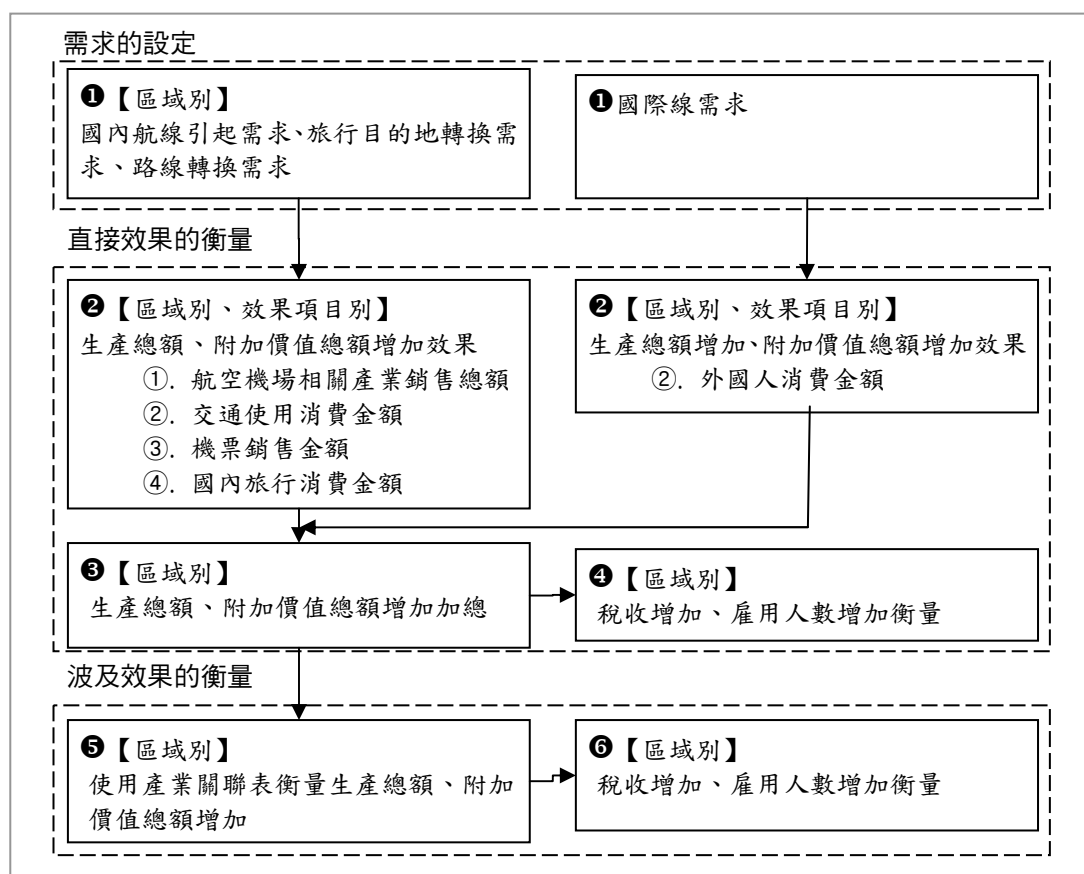 需求的設定
❶【區域別】
國內航線引起需求、旅行目的地轉換需
求、路線轉換需求
❶國際線需求
直接效果的衡量
❷【區域別、效果項目別】
生產總額、附加價值總額增加效果
①. 航空機場相關產業銷售總額
②. 交通使用消費金額
③. 機票銷售金額
④. 國內旅行消費金額
❷【區域別、效果項目別】
生產總額增加、附加價值總額增加效果
②. 外國人消費金額
❸【區域別】
生產總額、附加價值總額增加加總
❹【區域別】
稅收增加、雇用人數增加衡量
波及效果的衡量
❺【區域別】
使用產業關聯表衡量生產總額、附加
價值總額增加
❻【區域別】
稅收增加、雇用人數增加衡量